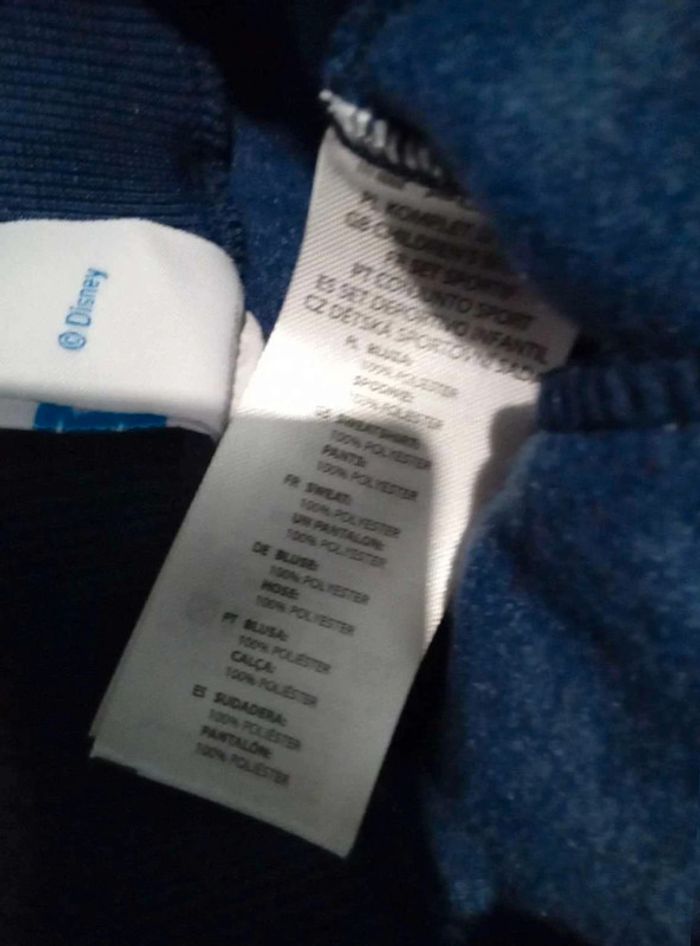 © Disney
PL KOMPLET
GB CHILDREN'S
FR SET SPORTIF
PT CONJUNTO SPORT
ES SET DEPORTIVO INFANTIL
CZ DĚTSKÁ SPORTOVNÍ SADA
PL BLUZA:
100% POLIESTER
SPODNIE:
100% POLIESTER
GB SWEATSHIRT:
100% POLYESTER
PANTS:
100% POLYESTER
FR SWEAT:
100% POLYESTER
UN PANTALON:
100% POLYESTER
DE BLUSE:
100% POLYESTER
HOSE:
100% POLYESTER
PT BLUSA:
100% POLIÉSTER
CALÇA:
100% POLIÉSTER
ES SUDADERA:
100% POLIÉSTER
PANTALÓN:
100% POLIÉSTER